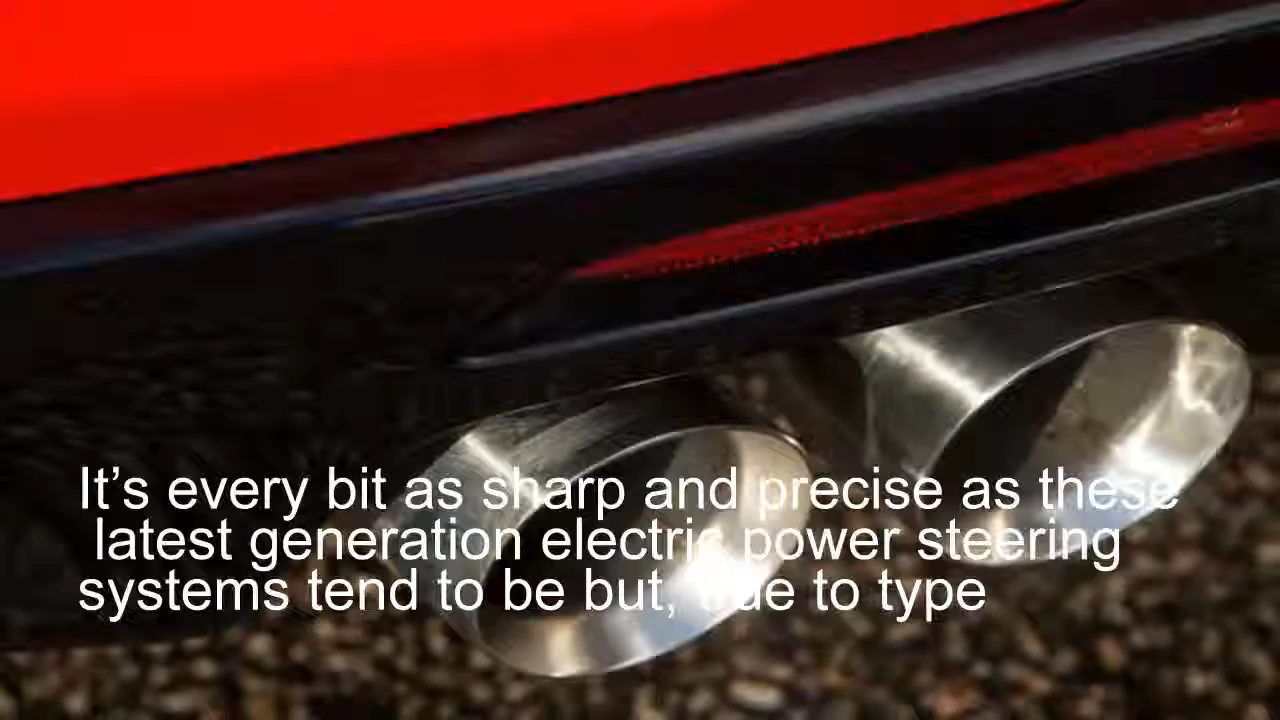 It’s every bit as sharp and precise as these
latest generation electric power steering
systems tend to be but, true to type